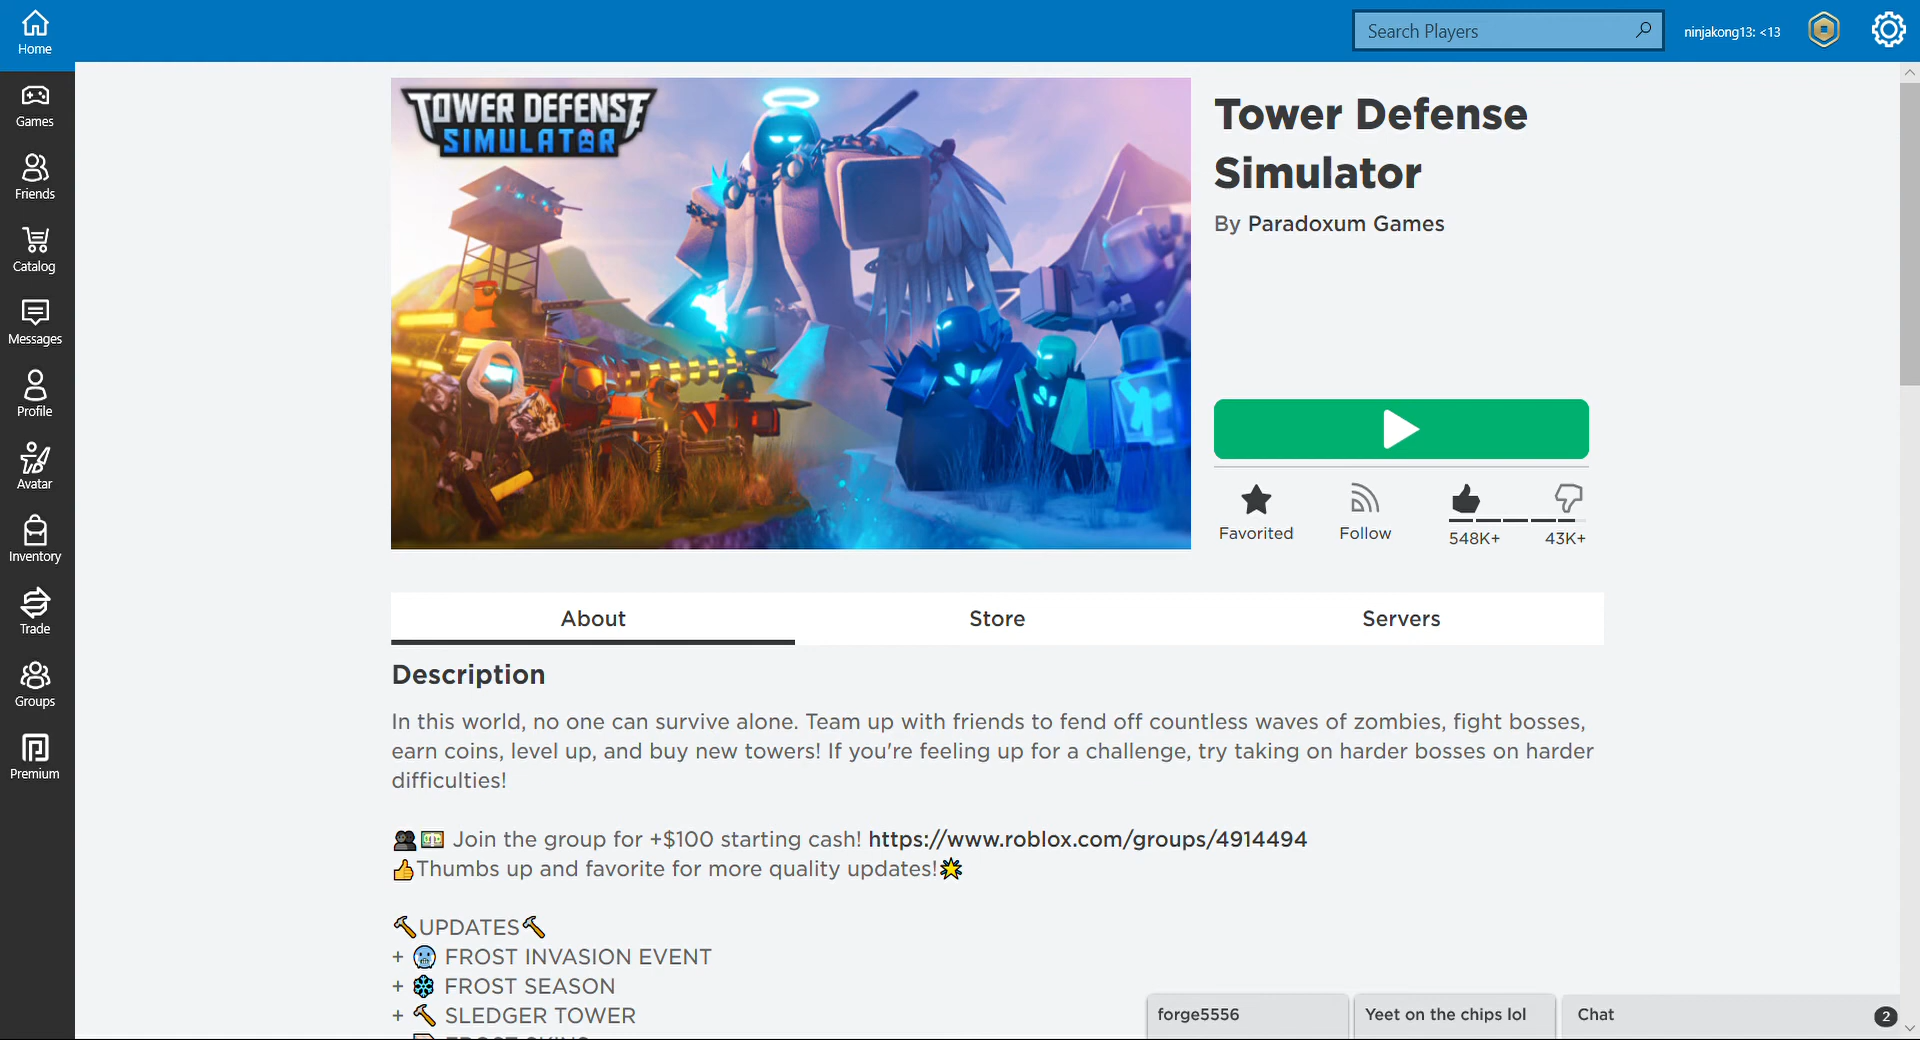 Home
Search Players
ninjakong13: <13
Games
Friends
Catalog
Messages
Profile
Avatar
Inventory
Trade
Groups
Premium
TOWER DEFENSE
SIMULATOR
Tower Defense
Simulator
By Paradoxum Games
Favorited
Follow
548K+
43K+
About
Store
Servers
Description
In this world, no one can survive alone. Team up with friends to fend off countless waves of zombies, fight bosses,
earn coins, level up, and buy new towers! If you're feeling up for a challenge, try taking on harder bosses on harder
difficulties!
👥💵 Join the group for +$100 starting cash! https://www.roblox.com/groups/4914494
👍Thumbs up and favorite for more quality updates!🌟
🔨UPDATES🔨
+ 🥶 FROST INVASION EVENT
+ ❄️ FROST SEASON
+ 🔨 SLEDGER TOWER
forge5556
Yeet on the chips lol
Chat
2